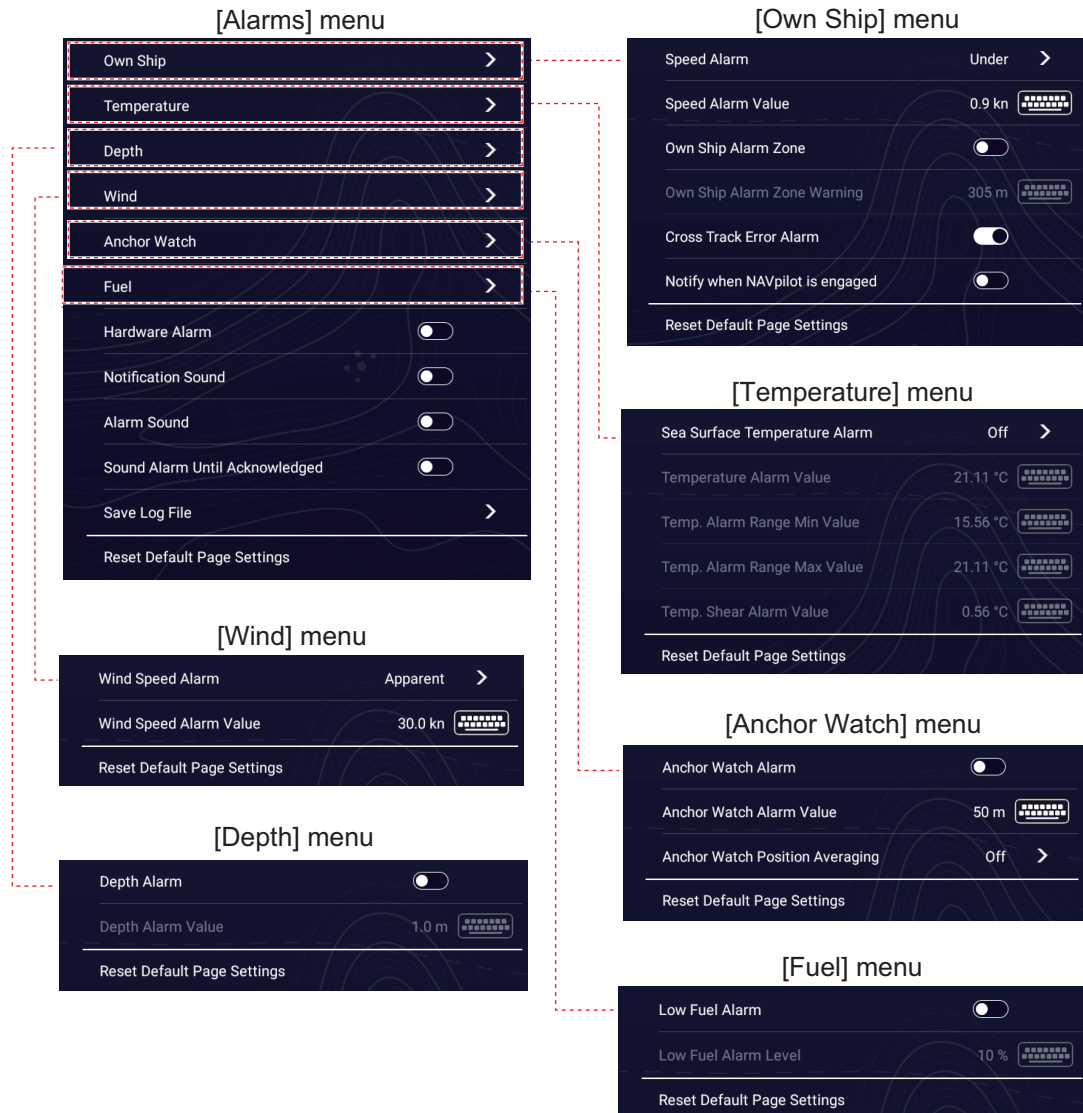 [Alarms] menu
Own Ship
Temperature
Depth
Wind
Anchor Watch
Fuel
Hardware Alarm
Notification Sound
Alarm Sound
Sound Alarm Until Acknowledged
Save Log File
Reset Default Page Settings
[Wind] menu
Wind Speed Alarm Apparent
Wind Speed Alarm Value 30.0 kn
Reset Default Page Settings
[Depth] menu
Depth Alarm
Depth Alarm Value 1.0 m
Reset Default Page Settings
[Own Ship] menu
Speed Alarm Under
Speed Alarm Value 0.9 kn
Own Ship Alarm Zone
Own Ship Alarm Zone Warning 305 m
Cross Track Error Alarm
Notify when NAVpilot is engaged
Reset Default Page Settings
[Temperature] menu
Sea Surface Temperature Alarm Off
Temperature Alarm Value 21.11 °C
Temp. Alarm Range Min Value 15.56 °C
Temp. Alarm Range Max Value 21.11 °C
Temp. Shear Alarm Value 0.56 °C
Reset Default Page Settings
[Anchor Watch] menu
Anchor Watch Alarm
Anchor Watch Alarm Value 50 m
Anchor Watch Position Averaging Off
Reset Default Page Settings
[Fuel] menu
Low Fuel Alarm
Low Fuel Alarm Level 10 %
Reset Default Page Settings